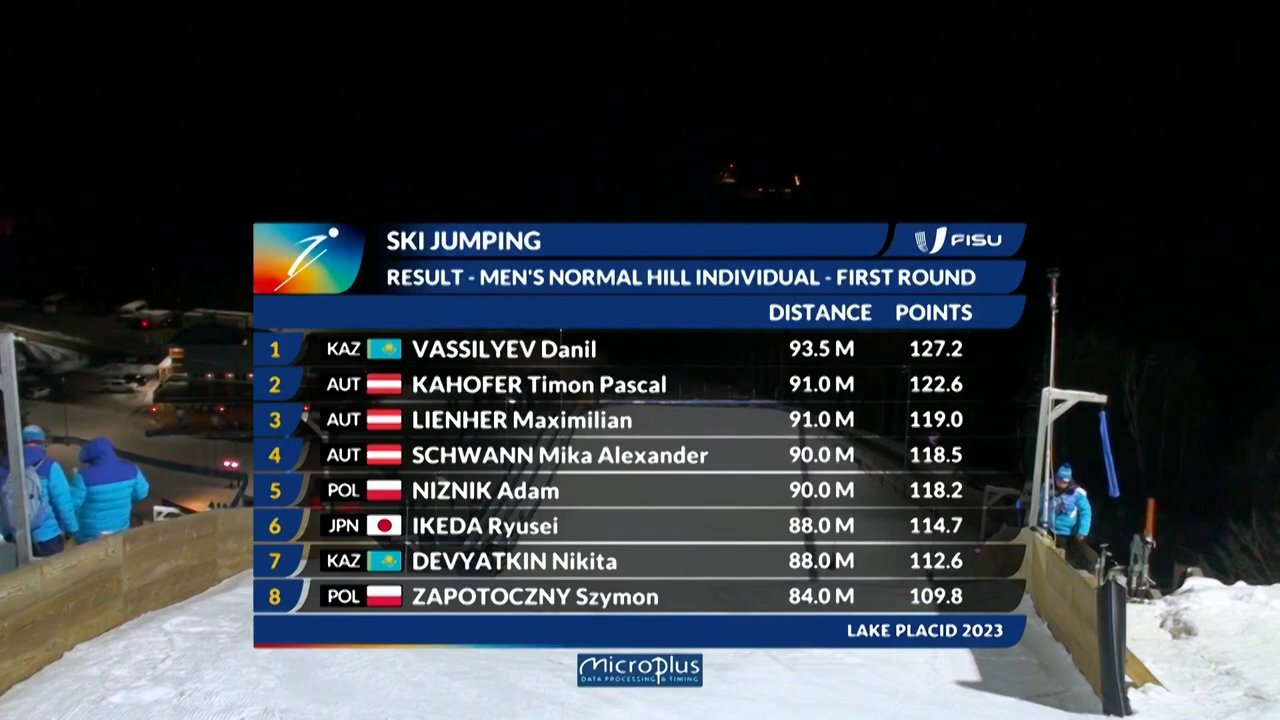 SKI JUMPING
FISU
RESULT - MEN'S NORMAL HILL INDIVIDUAL - FIRST ROUND
DISTANCE POINTS
1 KAZ VASSILYEV Danil 93.5 M 127.2
2 AUT KAHOFER Timon Pascal 91.0 M 122.6
3 AUT LIENHER Maximilian 91.0 M 119.0
4 AUT SCHWANN Mika Alexander 90.0 M 118.5
5 POL NIZNIK Adam 90.0 M 118.2
6 JPN IKEDA Ryusei 88.0 M 114.7
7 KAZ DEVYATKIN Nikita 88.0 M 112.6
8 POL ZAPOTOCZNY Szymon 84.0 M 109.8
LAKE PLACID 2023
MicroPlus
DATA PROCESSING & TIMING